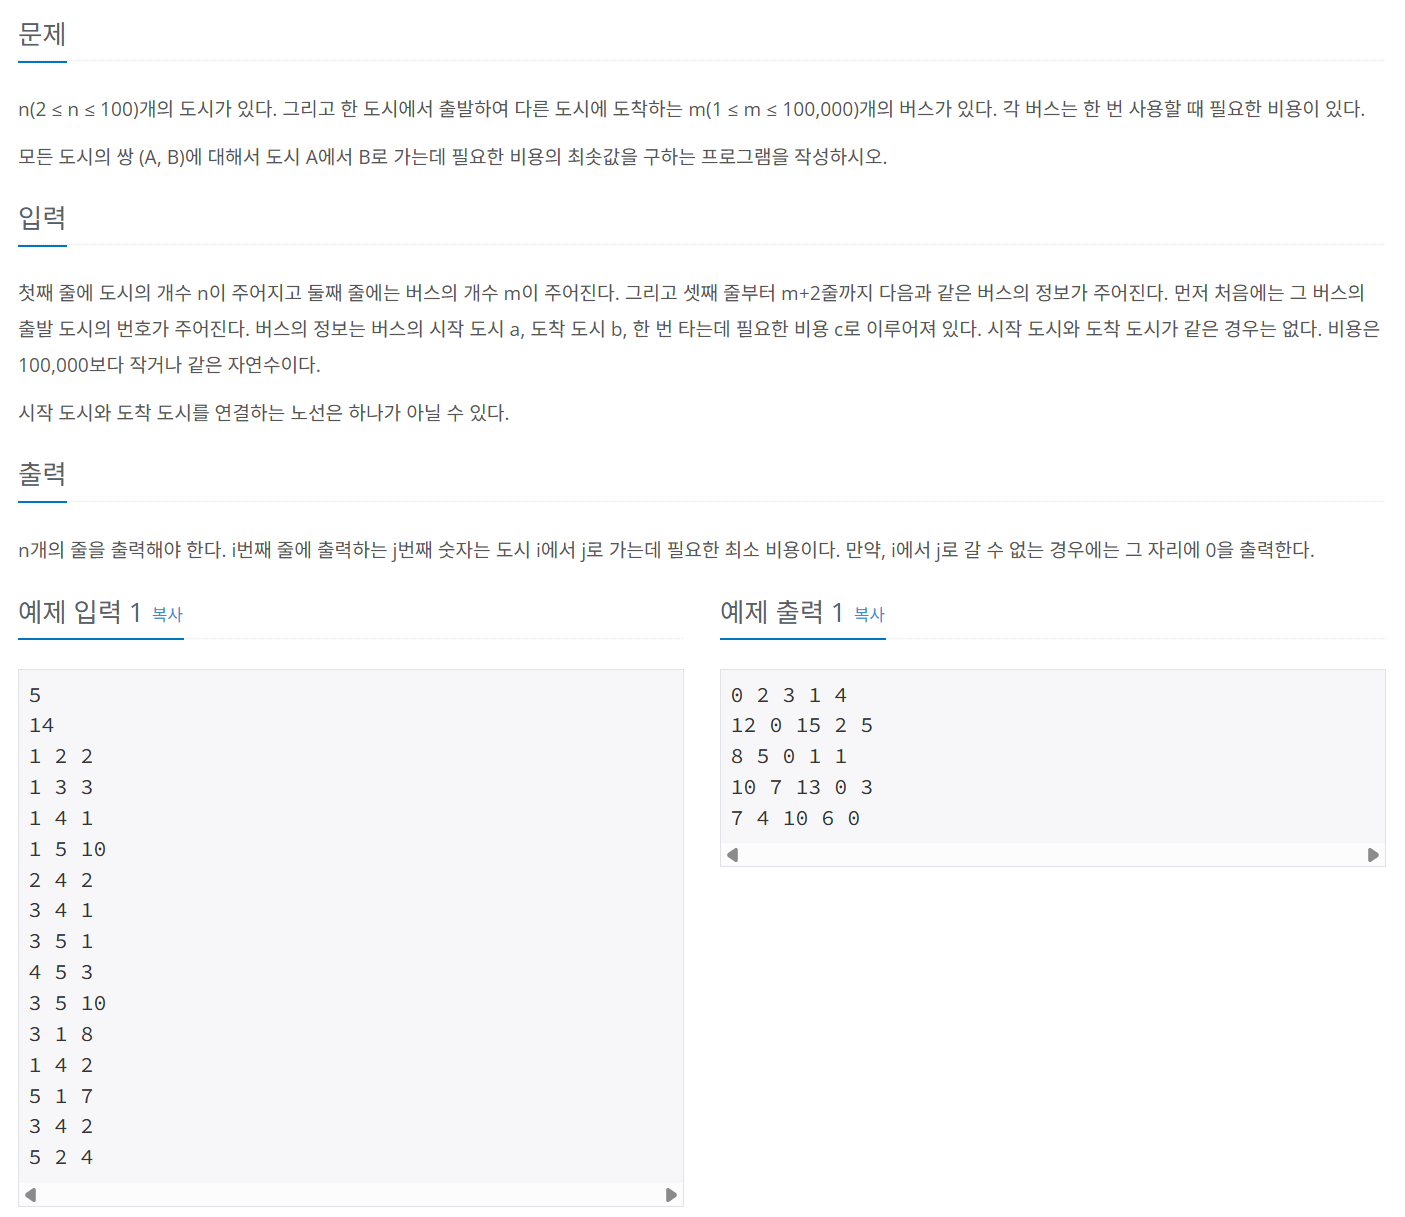 문제
n(2 ≤ n ≤ 100)개의 도시가 있다. 그리고 한 도시에서 출발하여 다른 도시에 도착하는 m(1 ≤ m ≤ 100,000)개의 버스가 있다. 각 버스는 한 번 사용할 때 필요한 비용이 있다.
모든 도시의 쌍 (A, B)에 대해서 도시 A에서 B로 가는데 필요한 비용의 최솟값을 구하는 프로그램을 작성하시오.
입력
첫째 줄에 도시의 개수 n이 주어지고 둘째 줄에는 버스의 개수 m이 주어진다. 그리고 셋째 줄부터 m+2줄까지 다음과 같은 버스의 정보가 주어진다. 먼저 처음에는 그 버스의
출발 도시의 번호가 주어진다. 버스의 정보는 버스의 시작 도시 a, 도착 도시 b, 한 번 타는데 필요한 비용 c로 이루어져 있다. 시작 도시와 도착 도시가 같은 경우는 없다. 비용은
100,000보다 작거나 같은 자연수이다.
시작 도시와 도착 도시를 연결하는 노선은 하나가 아닐 수 있다.
출력
n개의 줄을 출력해야 한다. i번째 줄에 출력하는 j번째 숫자는 도시 i에서 j로 가는데 필요한 최소 비용이다. 만약, i에서 j로 갈 수 없는 경우에는 그 자리에 0을 출력한다.
예제 입력 1 복사
5
14
1 2 2
1 3 3
1 4 1
1 5 10
2 4 2
3 4 1
3 5 1
4 5 3
3 5 10
3 1 8
1 4 2
5 1 7
3 4 2
5 2 4
예제 출력 1 복사
0 2 3 1 4
12 0 15 2 5
8 5 0 1 1
10 7 13 0 3
7 4 10 6 0